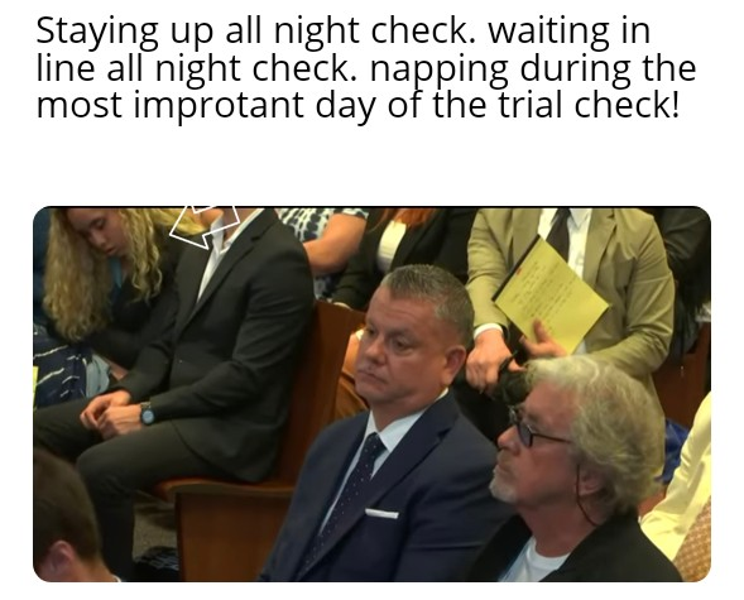 Staying up all night check. waiting in
line all night check. napping during the
most improtant day of the trial check!